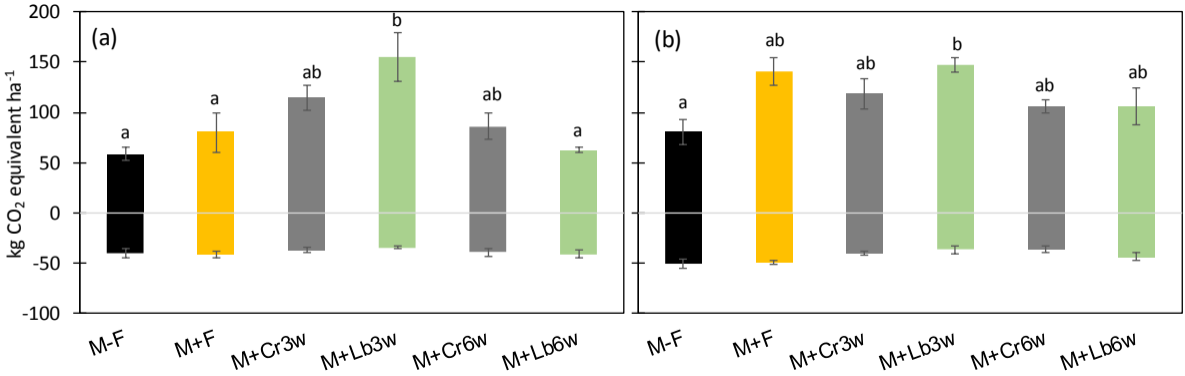 kg CO₂ equivalent ha⁻¹
200
150
100
50
0
-50
-100
(a)
a
a
ab
b
ab
a
M-F
M+F
M+Cr3w
M+Lb3w
M+Cr6w
M+Lb6w
(b)
a
ab
ab
b
ab
ab
M-F
M+F
M+Cr3w
M+Lb3w
M+Cr6w
M+Lb6w